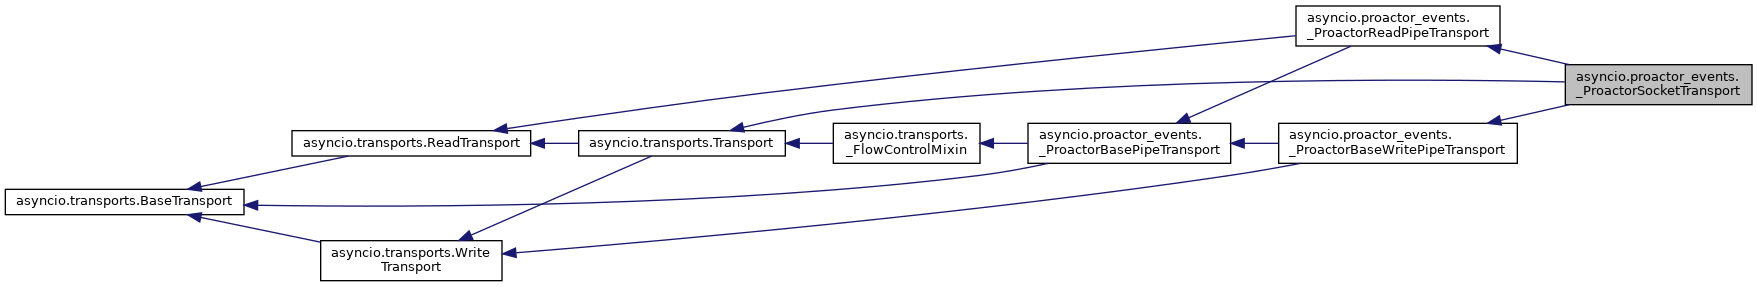 asyncio.proactor_events.
_ProactorReadPipeTransport
asyncio.proactor_events.
_ProactorSocketTransport
asyncio.transports.ReadTransport
asyncio.transports.Transport
asyncio.transports.
_FlowControlMixin
asyncio.proactor_events.
_ProactorBasePipeTransport
asyncio.proactor_events.
_ProactorBaseWritePipeTransport
asyncio.transports.BaseTransport
asyncio.transports.Write
Transport